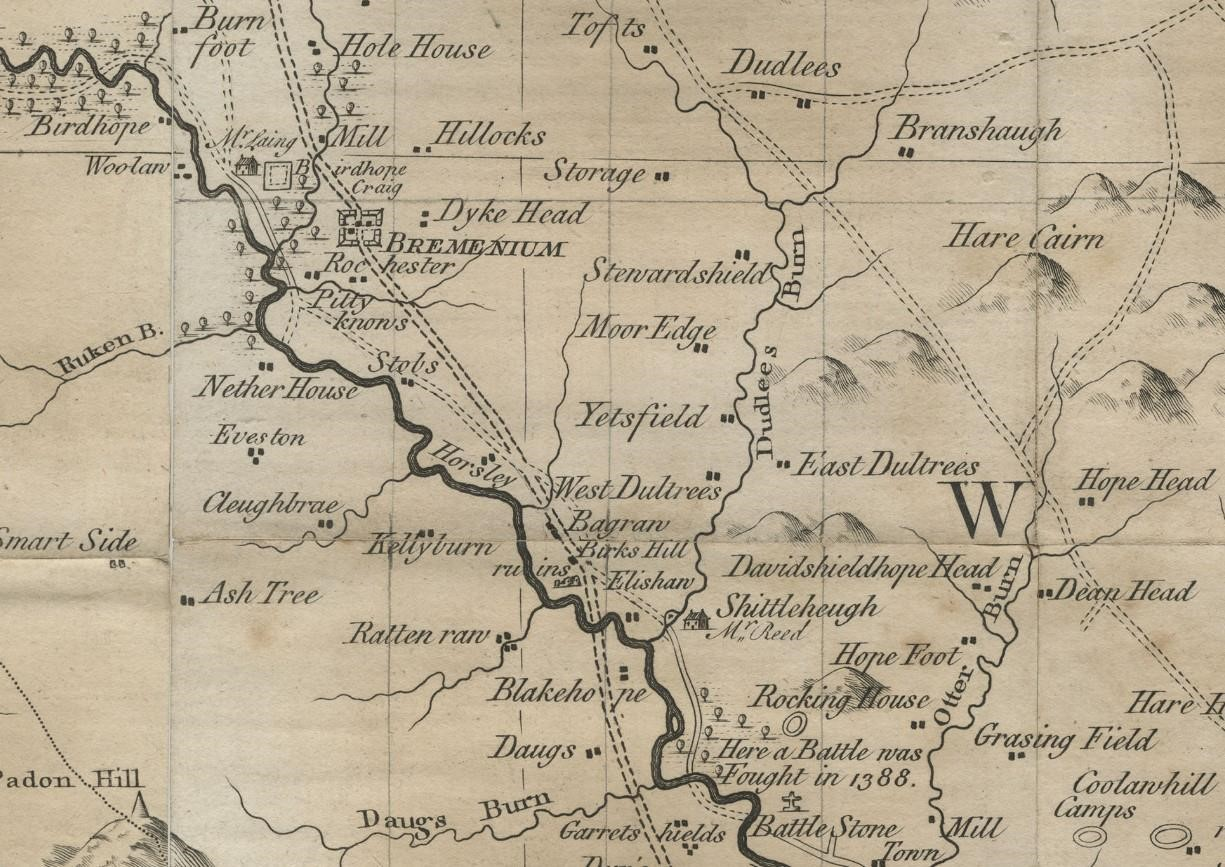 Burn
foot
Hole House
Tofts
Dudlees
Birdhope
Mr. Laing
Mill
Hillocks
Branshaugh
Woolaw
Birdhope
Craig
Storage
Dyke Head
BREMENIUM
Hare Cairn
Rochester
Stewardshield
Burn
Pitty
knows
Moor Edge
Ruken B.
Stobs
Nether House
Dudlees
Yetsfield
Eveston
Horsley
East Dultrees
West Dultrees
Hope Head
W
Cleughbrae
Bagraw
Smart Side
Kellyburn
Birks Hill
ruins
Elishaw
Davidshieldhope Head
Burn
Dean Head
Ash Tree
Shittleheugh
Mr. Reed
Ratten raw
Hope Foot
Blakehope
Rocking House
Otter
Hare
Daugs
Here a Battle was
Fought in 1388.
Grasing Field
Padon Hill
Coolawhill
Camps
Daugs Burn
Garretshields
Battle Stone
Mill
Town